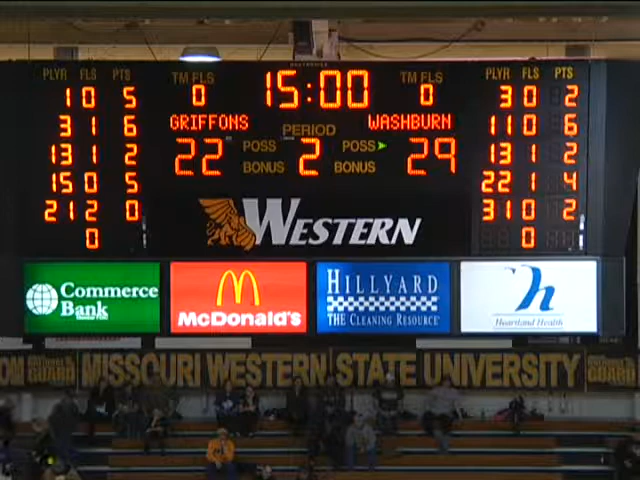 PLYR FLS PTS
TM FLS
15:00
TM FLS
PLYR FLS PTS
1 0 5
0
0
3 0 2
3 1 6
GRIFFONS
PERIOD
WASHBURN
11 0 6
13 1 2
22
POSS
BONUS
2
POSS
BONUS
29
13 1 2
15 0 5
22 1 4
21 2 0
31 0 2
0
0
WESTERN
Commerce
Bank
McDonald's
HILLYARD
THE CLEANING RESOURCE
h
Heartland Health
GUARD
MISSOURI WESTERN STATE UNIVERSITY
GUARD